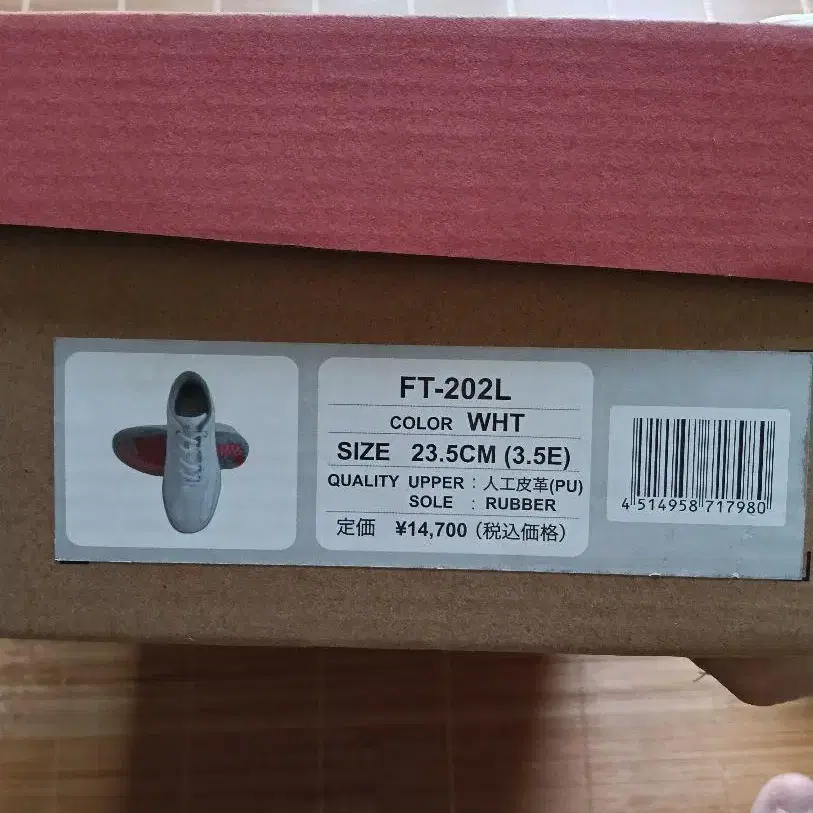 FT-202L
COLOR WHT
SIZE 23.5CM (3.5E)
QUALITY UPPER : 人工皮革(PU)
SOLE : RUBBER
定価 ¥14,700 (税込価格)
4 514958 717980